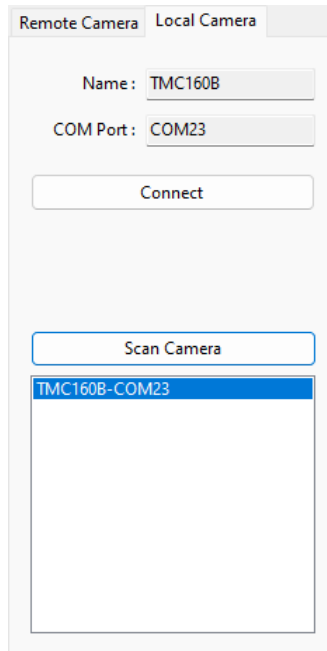 Remote Camera Local Camera
Name : TMC160B
COM Port : COM23
Connect
Scan Camera
TMC160B-COM23